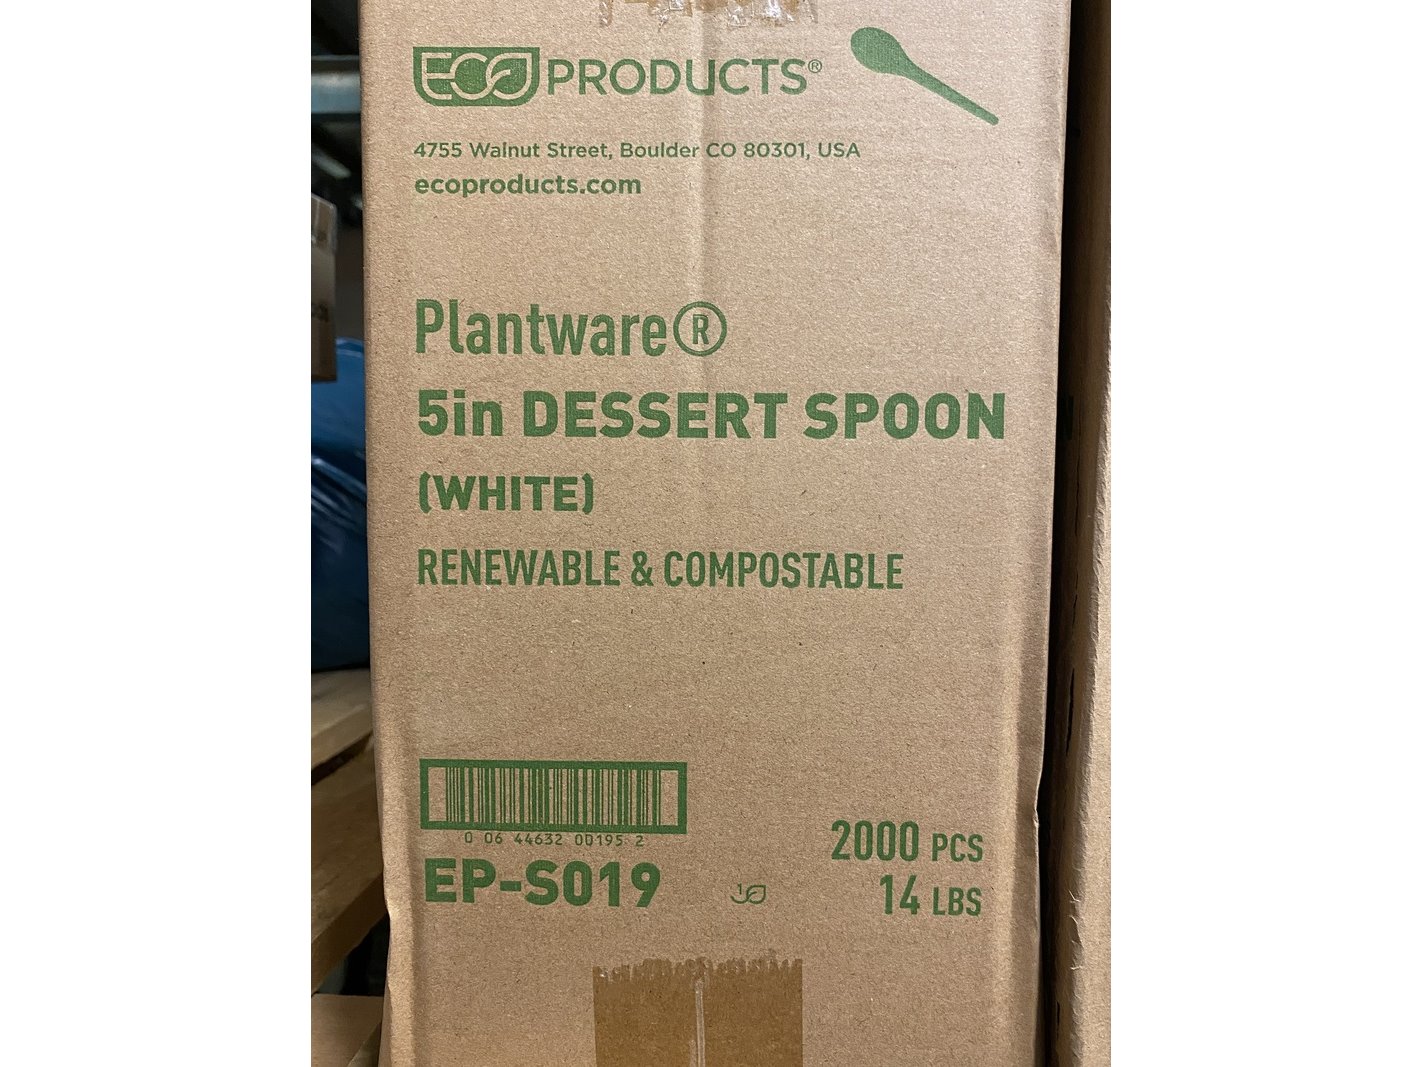 ECO PRODUCTS®
4755 Walnut Street, Boulder CO 80301, USA
ecoproducts.com
Plantware®
5in DESSERT SPOON
(WHITE)
RENEWABLE & COMPOSTABLE
0 06 44632 00195 2
EP-S019
1
2000 PCS
14 LBS